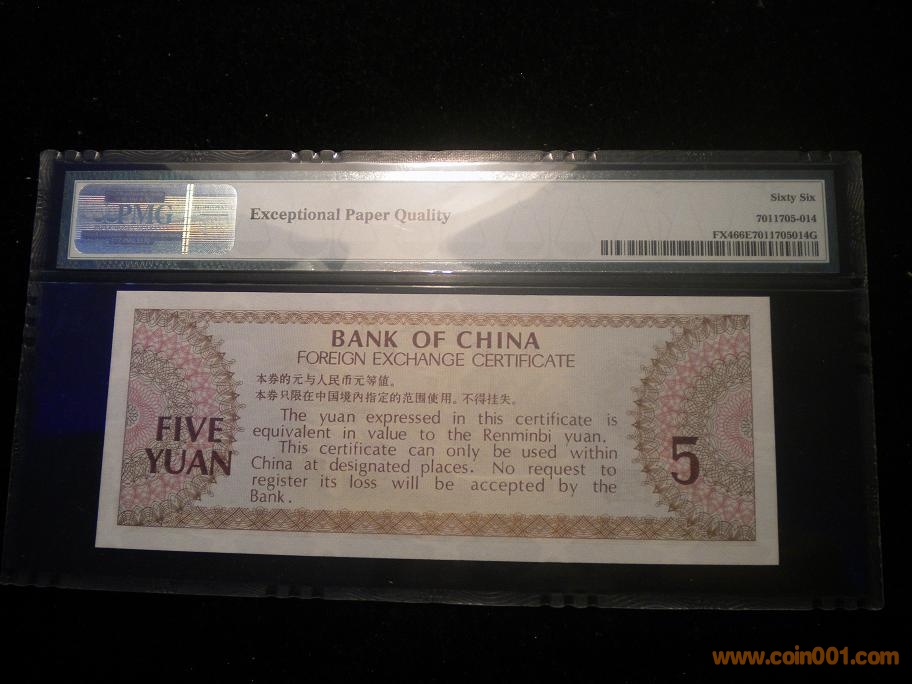 PMG
Exceptional Paper Quality
Sixty Six
7011705-014
FX466E7011705014G
BANK OF CHINA
FOREIGN EXCHANGE CERTIFICATE
本券的元与人民币元等值。
本券只限在中国境内指定的范围使用。不得挂失。
FIVE
YUAN
The yuan expressed in this certificate is
equivalent in value to the Renminbi yuan.
This certificate can only be used within
China at designated places. No request to
register its loss will be accepted by the
Bank.
5
www.coin001.com